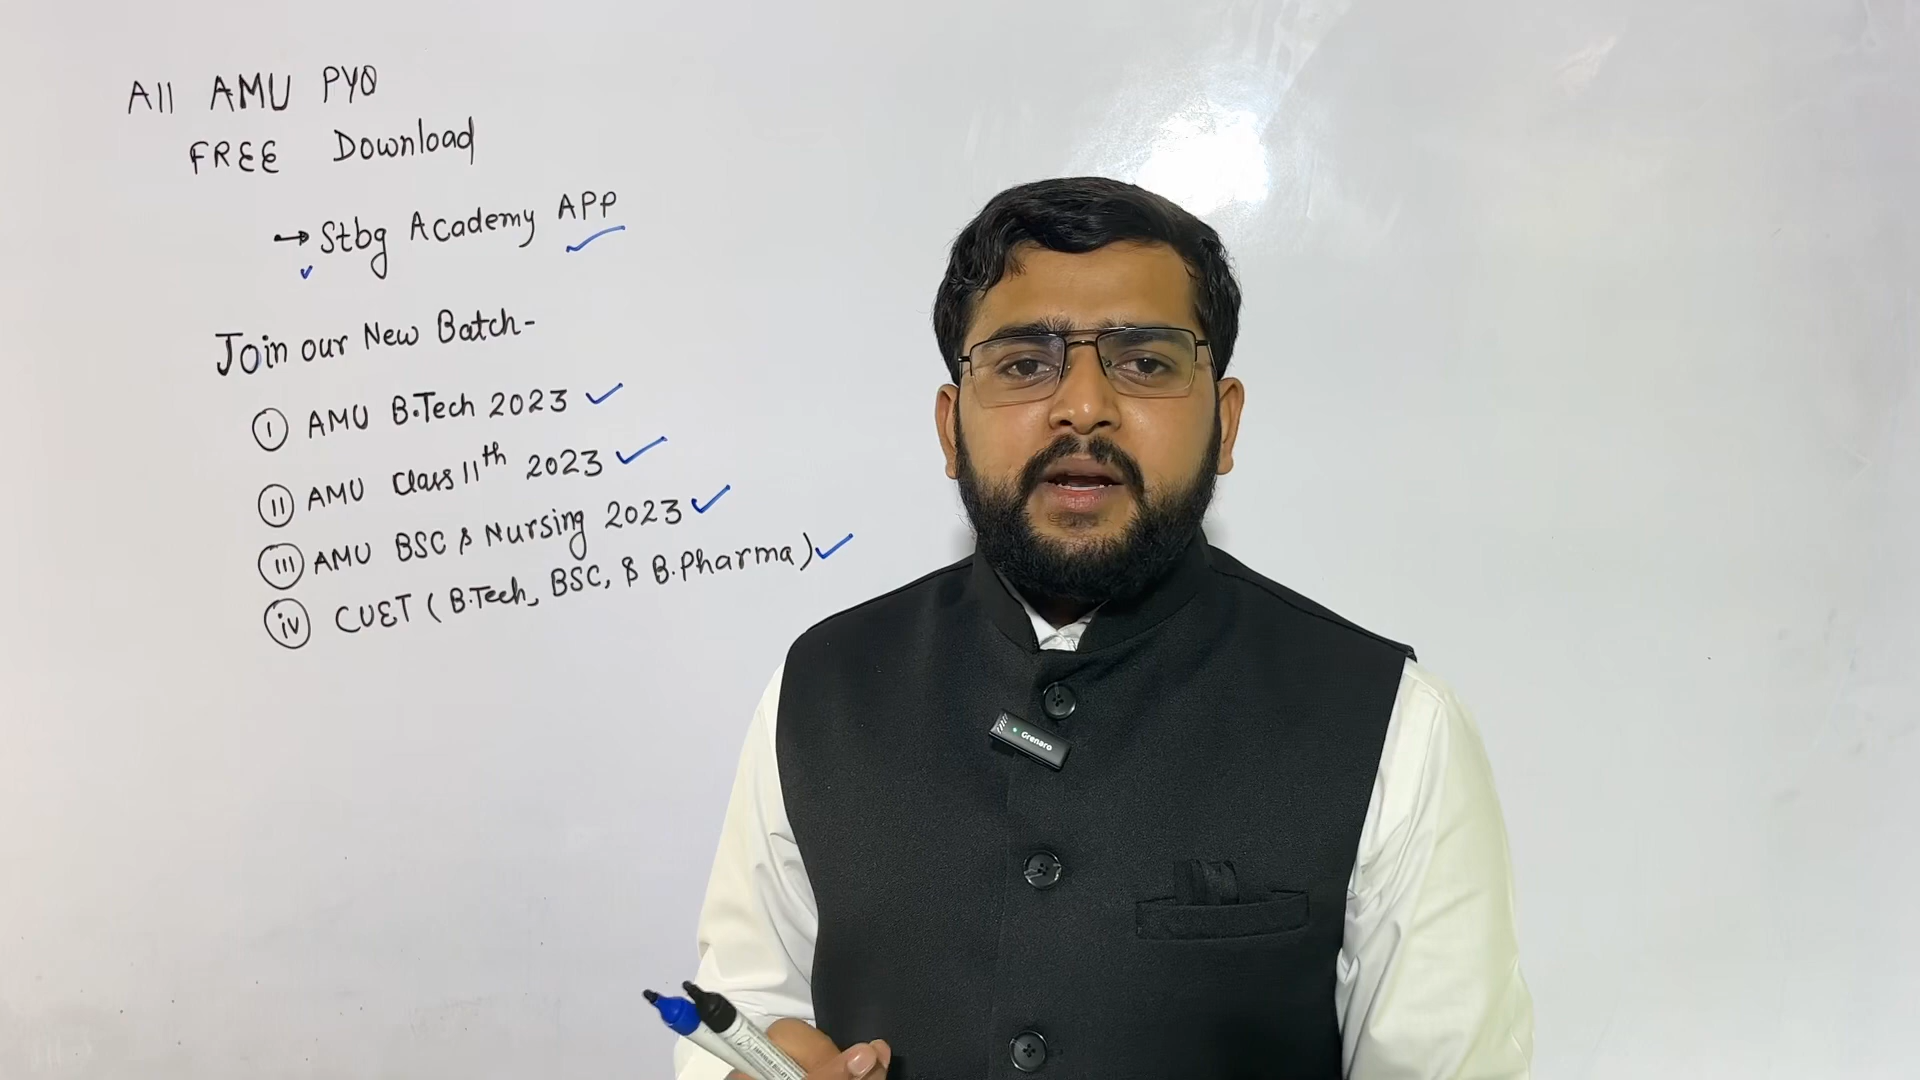 All AMU PYQ
FREE Download
→ Stbg Academy APP
Join our New Batch-
(i) AMU B.Tech 2023 ✓
(ii) AMU Class 11th 2023 ✓
(iii) AMU BSC & Nursing 2023 ✓
(iv) CUET (B.Tech, BSC, & B.Pharma) ✓
Grenaro